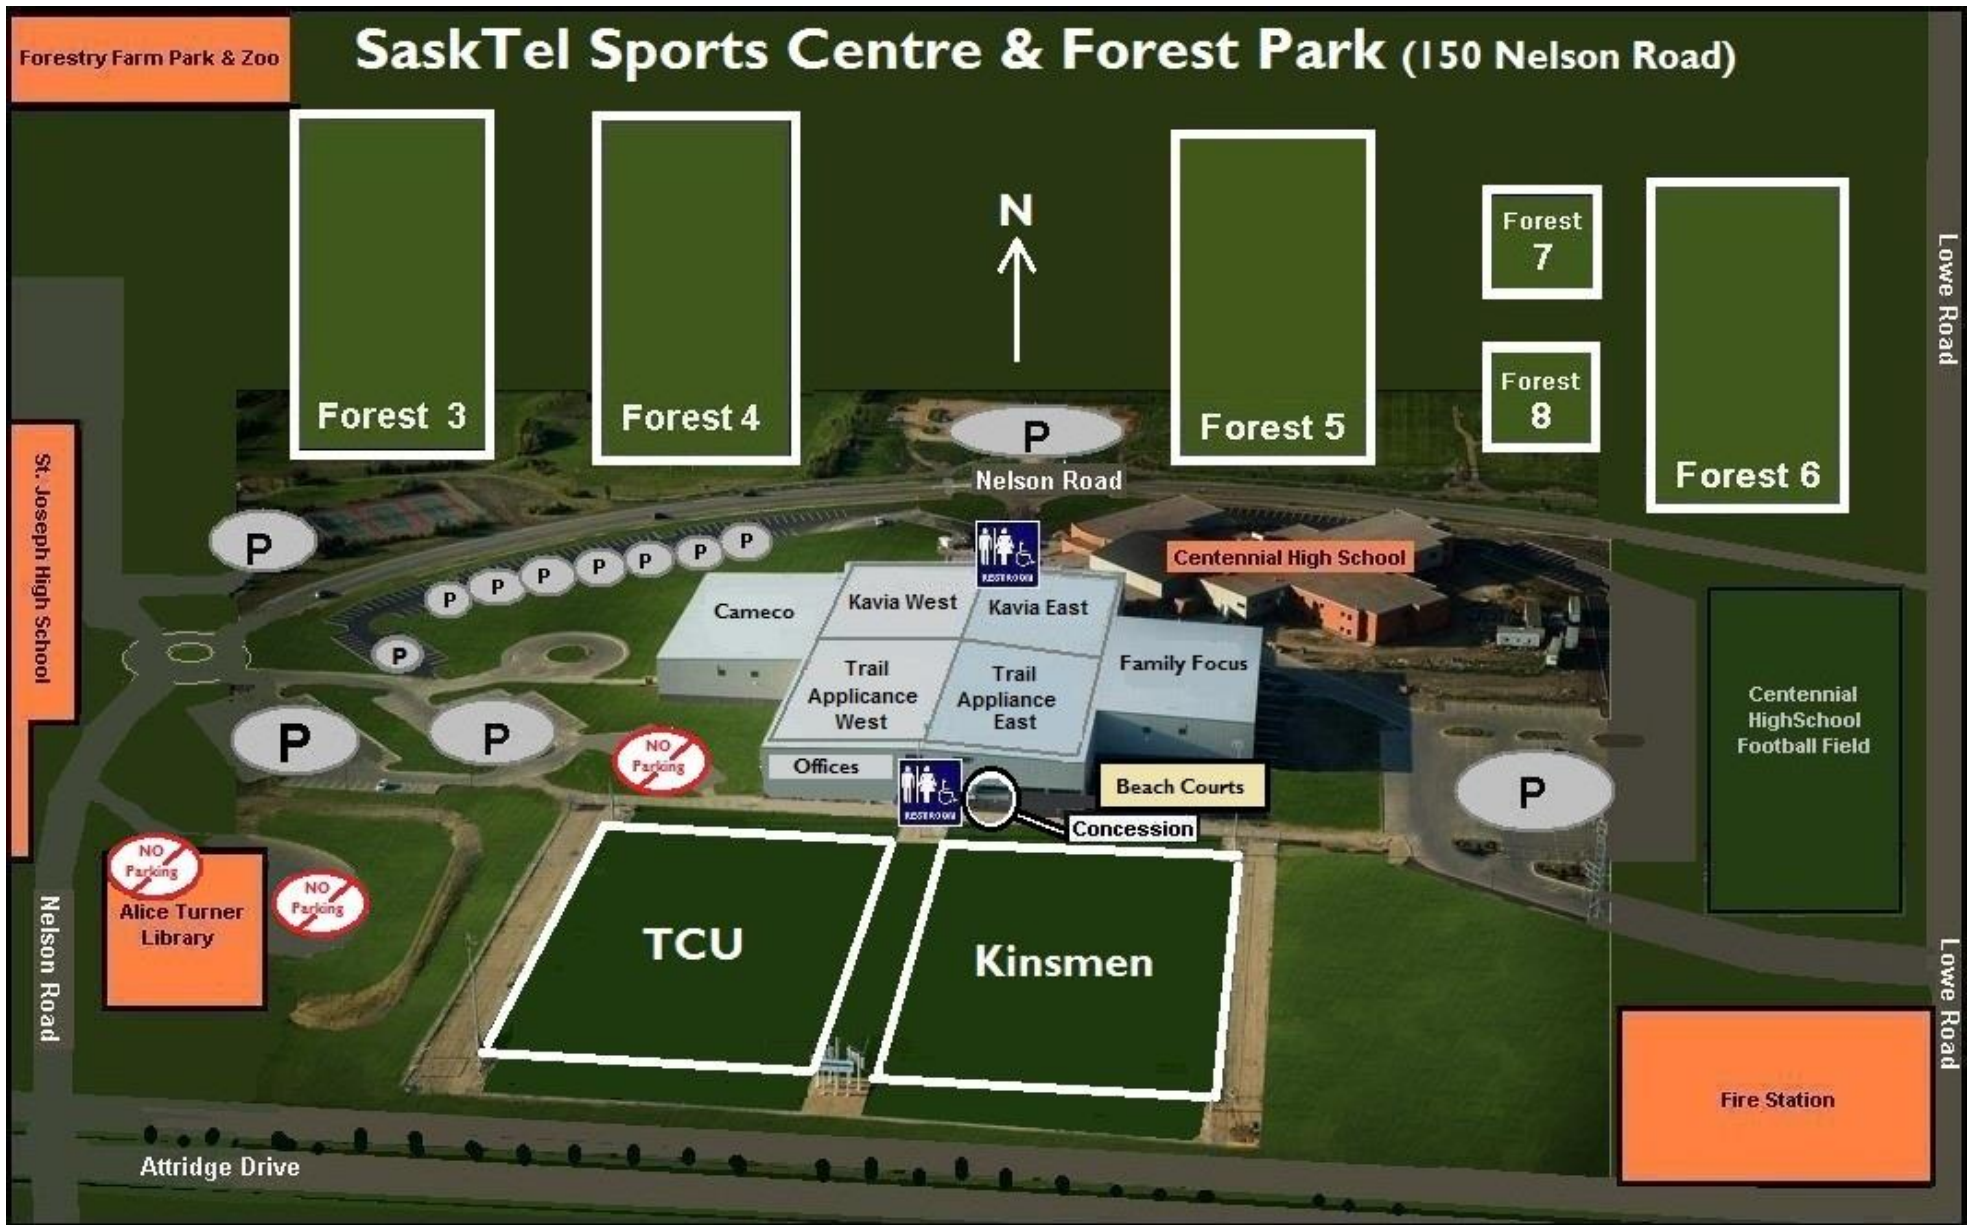 Forestry Farm Park & Zoo
SaskTel Sports Centre & Forest Park (150 Nelson Road)
N
Forest 3
Forest 4
Forest 5
Forest
7
Forest
8
Forest 6
Lowe Road
P
Nelson Road
St. Joseph High School
P
P
P
P
P
P
P
P
P
RESTROOM
Centennial High School
Cameco
Kavia West
Kavia East
Trail
Applicance
West
Trail
Appliance
East
Family Focus
Centennial
HighSchool
Football Field
P
P
NO
Parking
Offices
RESTROOM
Beach Courts
Concession
P
NO
Parking
NO
Parking
Alice Turner
Library
Nelson Road
TCU
Kinsmen
Lowe Road
Fire Station
Attridge Drive